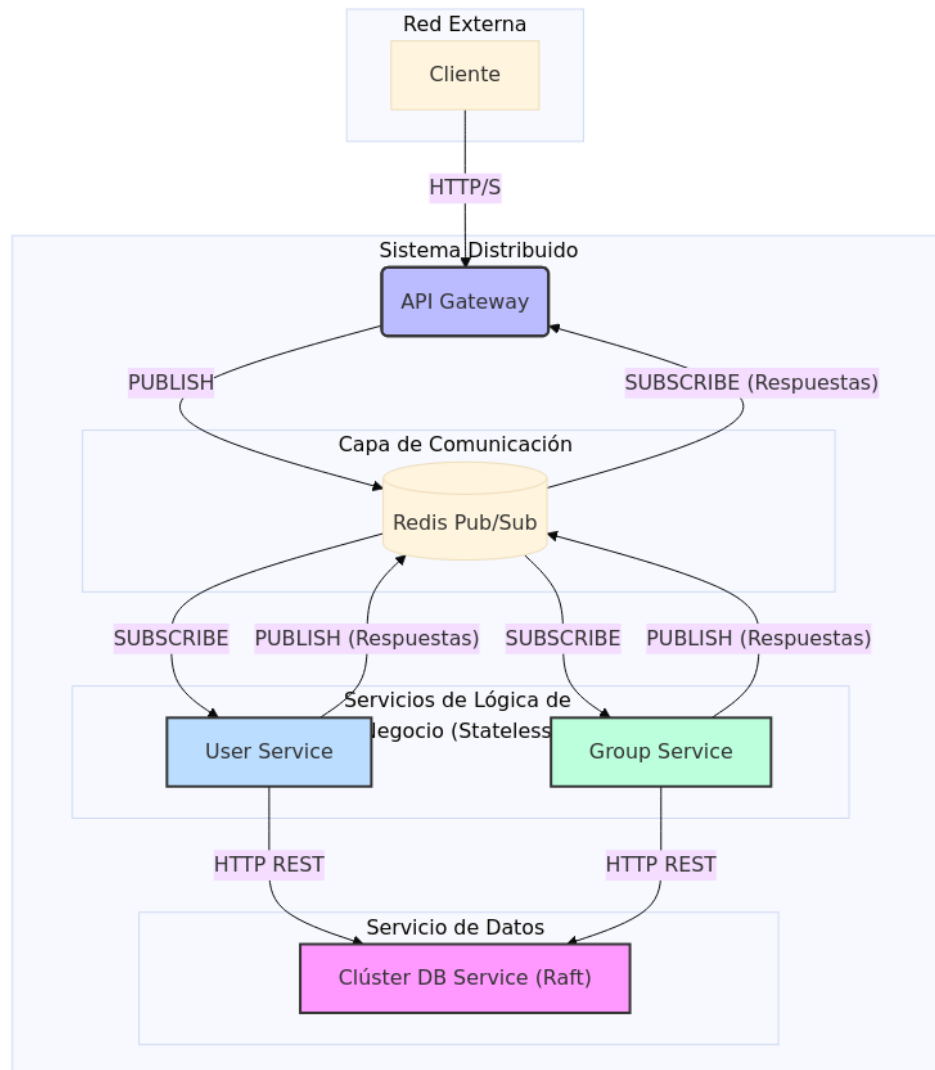 Red Externa
Cliente
HTTP/S
Sistema Distribuido
API Gateway
PUBLISH
SUBSCRIBE (Respuestas)
Capa de Comunicación
Redis Pub/Sub
SUBSCRIBE
PUBLISH (Respuestas)
SUBSCRIBE
PUBLISH (Respuestas)
Servicios de Lógica de
egocio (Stateless
User Service
Group Service
HTTP REST
HTTP REST
Servicio de Datos
Clúster DB Service (Raft)